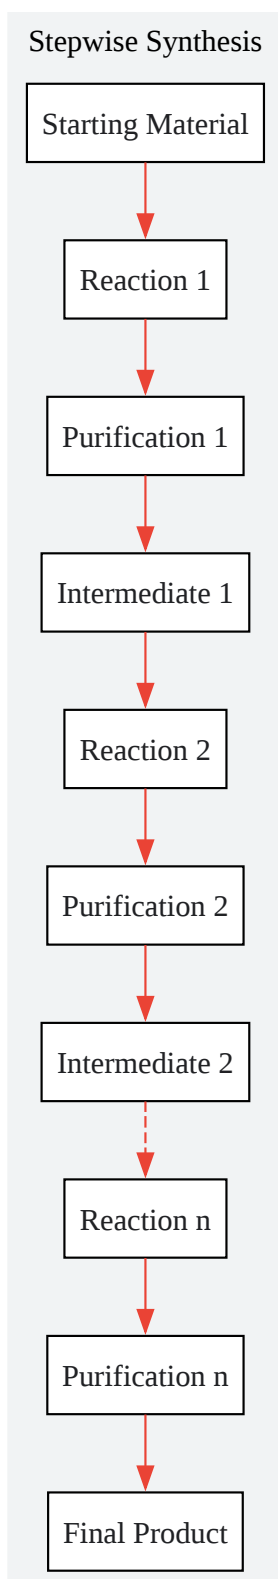 Stepwise Synthesis
Starting Material
Reaction 1
Purification 1
Intermediate 1
Reaction 2
Purification 2
Intermediate 2
Reaction n
Purification n
Final Product